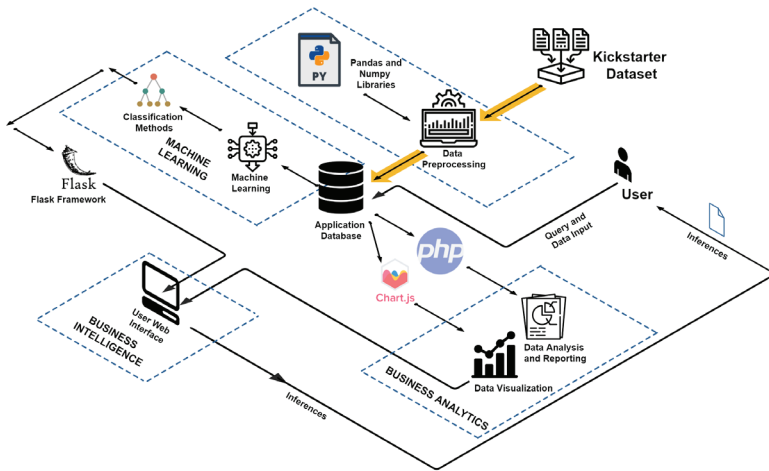 PY
Pandas and
Numpy
Libraries
Kickstarter
Dataset
Classification
Methods
MACHINE
LEARNING
Machine
Learning
Data
Preprocessing
Flask
Flask Framework
Application
Database
User
Query and
Data Input
Inferences
php
Chart.js
User Web
Interface
BUSINESS
INTELLIGENCE
Data Analysis
and Reporting
Data Visualization
BUSINESS ANALYTICS
Inferences